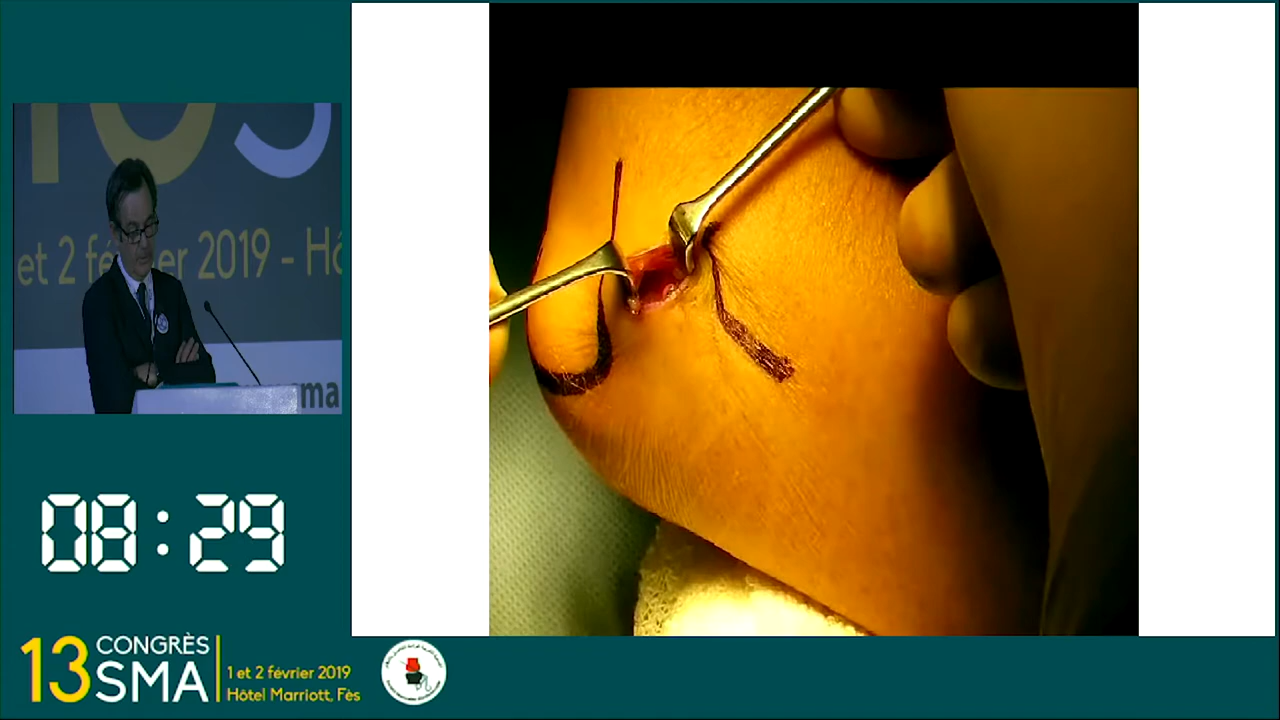 et 2 février 2019 - Hô
ma
08:29
13 CONGRÈS
SMA
1 et 2 février 2019
Hôtel Marriott, Fès